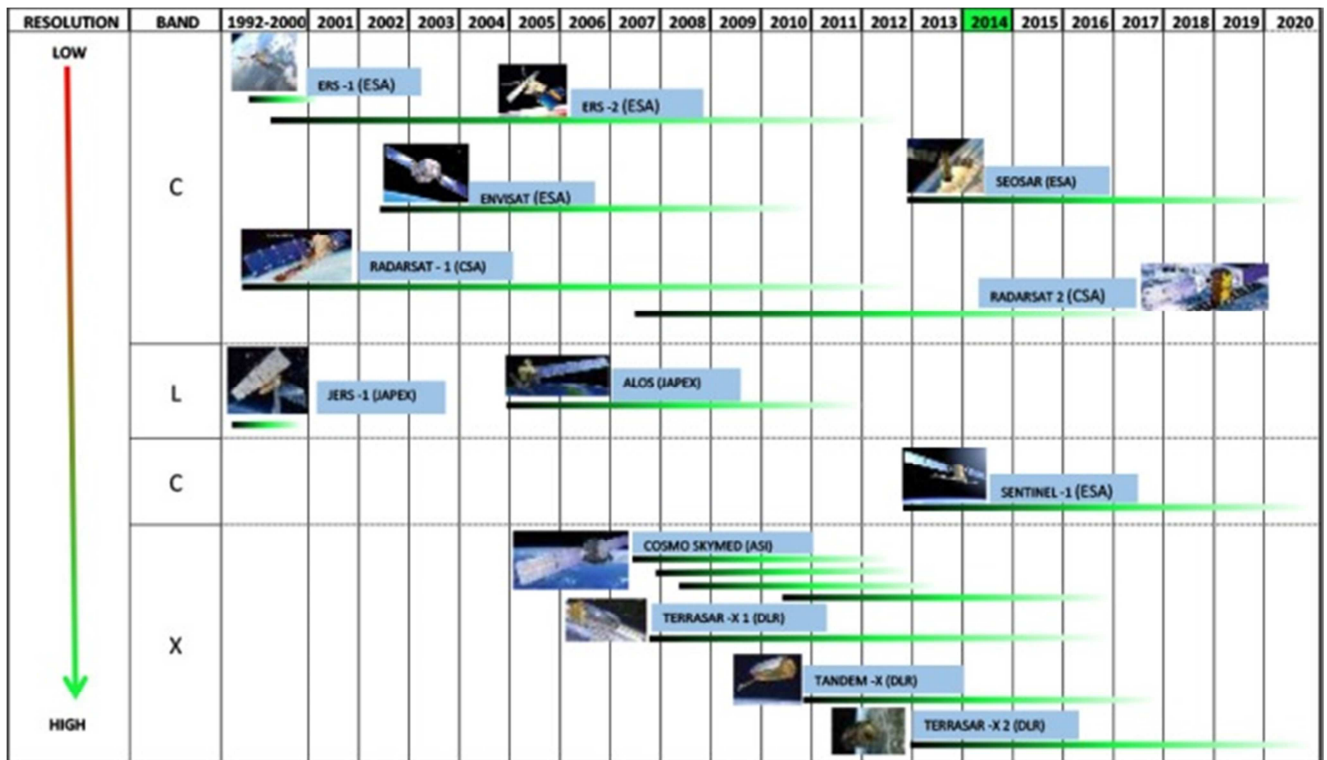 RESOLUTION BAND 1992-2000 2001 2002 2003 2004 2005 2006 2007 2008 2009 2010 2011 2012 2013 2014 2015 2016 2017 2018 2019 2020
LOW
ERS -1 (ESA)
ERS -2 (ESA)
C
ENVISAT (ESA)
SEOSAR (ESA)
RADARSAT - 1 (CSA)
RADARSAT 2 (CSA)
L
JERS -1 (JAPEX)
ALOS (JAPEX)
C
SENTINEL -1 (ESA)
COSMO SKYMED (ASI)
TERRASAR -X 1 (DLR)
X
TANDEM -X (DLR)
HIGH
TERRASAR -X 2 (DLR)